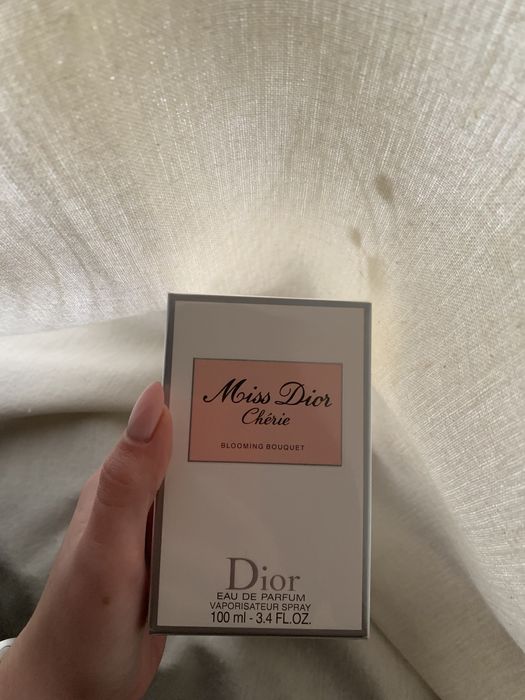 Miss Dior
Chérie
BLOOMING BOUQUET
Dior
EAU DE PARFUM
VAPORISATEUR SPRAY
100 ml - 3.4 FL.OZ.